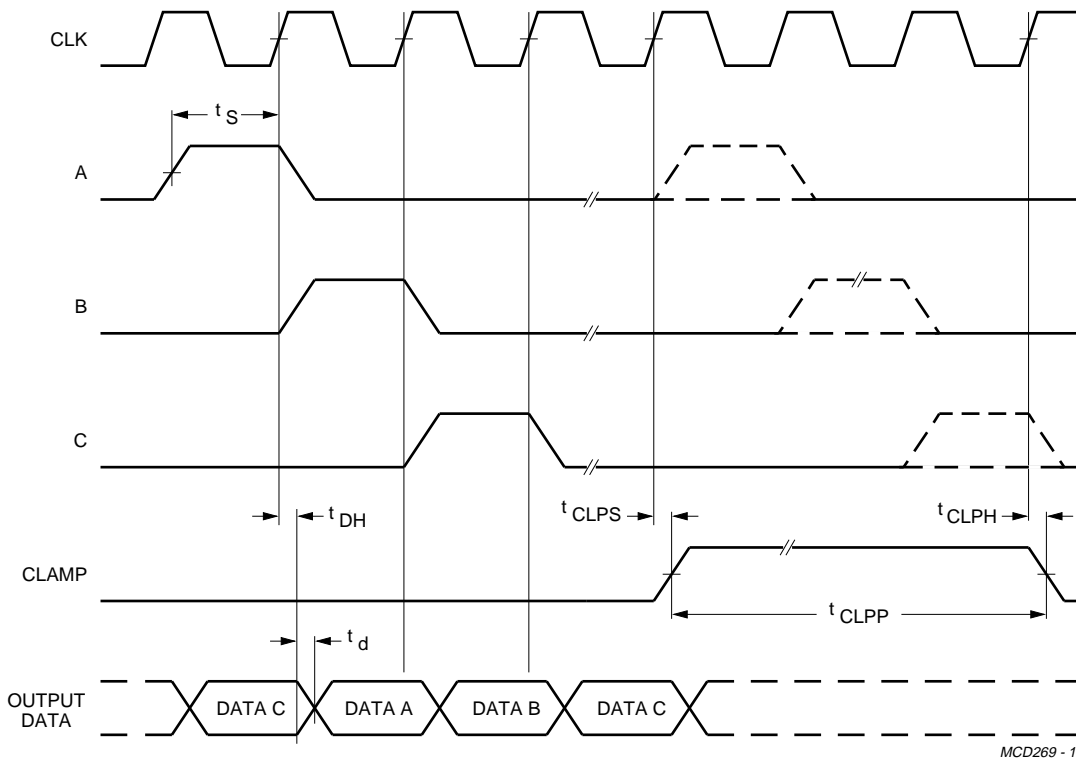 CLK
t S
A
B
C
t DH
t CLPS
t CLPH
CLAMP
t CLPP
t d
OUTPUT
DATA
DATA C
DATA A
DATA B
DATA C
MCD269 - 1